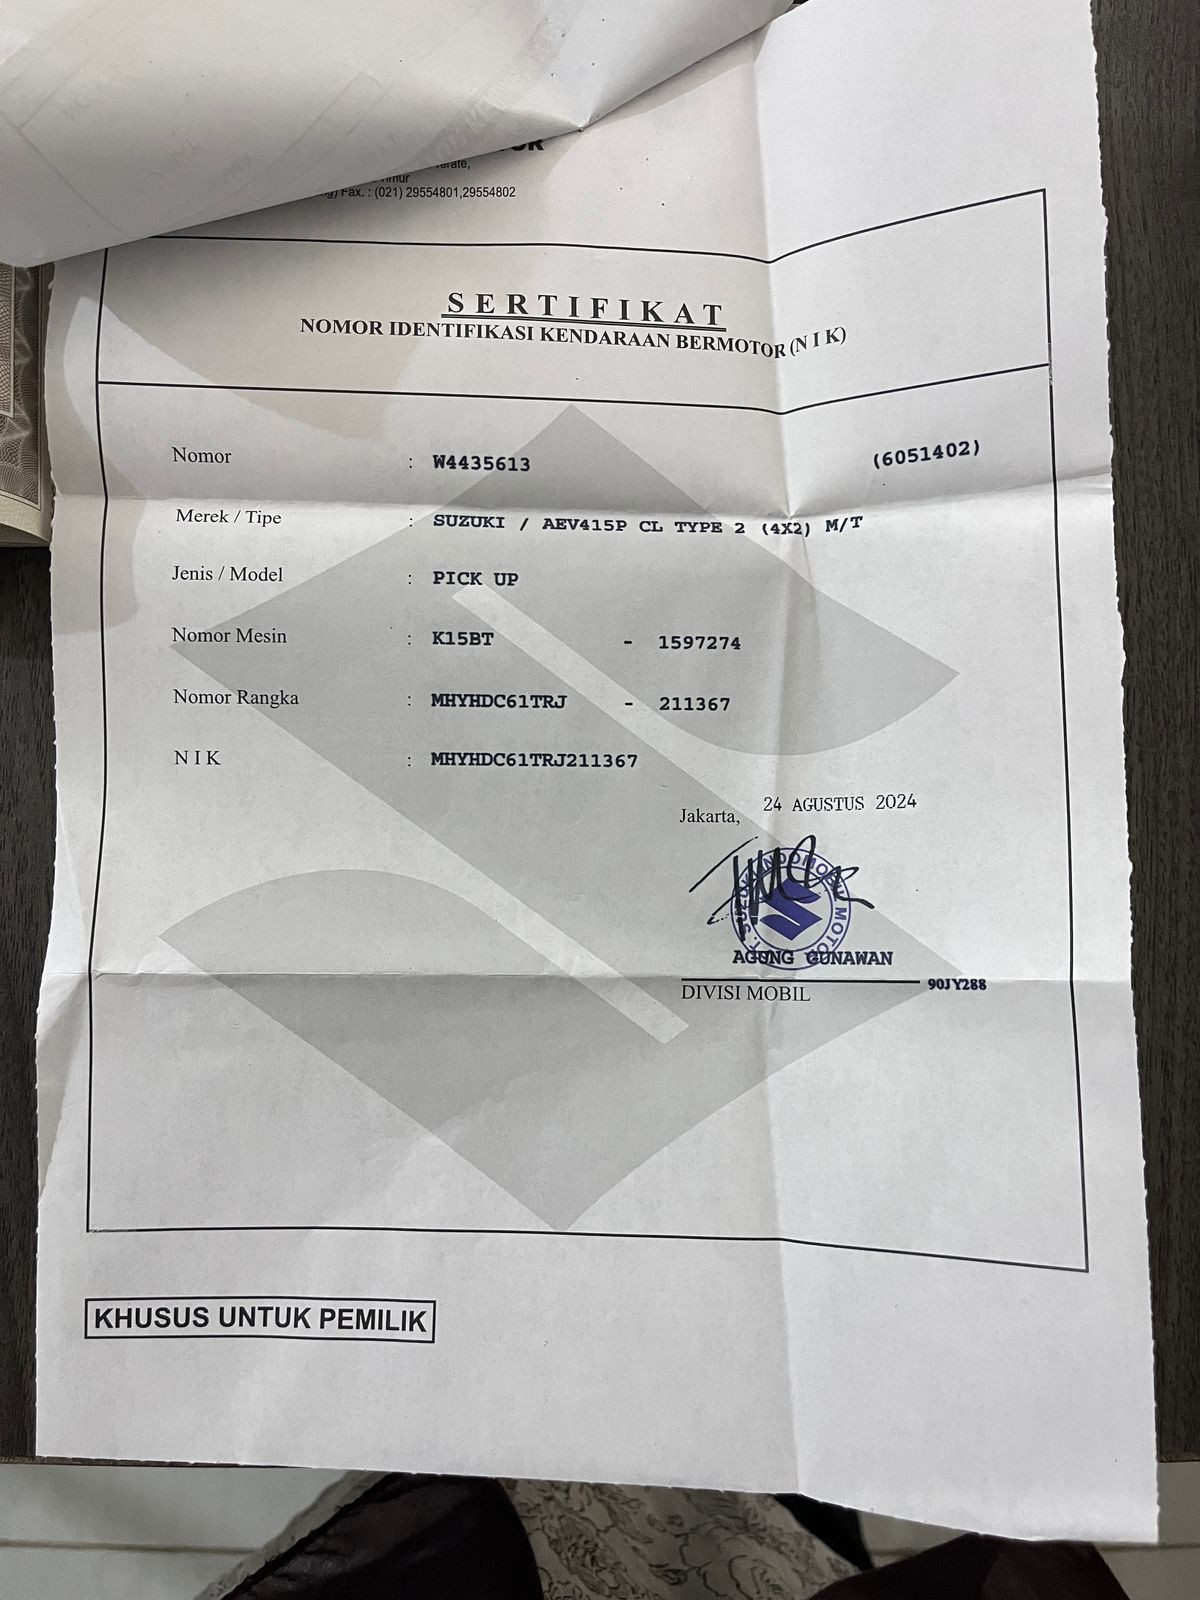 Fax. : (021) 29554801,29554802
SERTIFIKAT
NOMOR IDENTIFIKASI KENDARAAN BERMOTOR (N I K)
Nomor : W4435613 (6051402)
Merek / Tipe : SUZUKI / AEV415P CL TYPE 2 (4X2) M/T
Jenis / Model : PICK UP
Nomor Mesin : K15BT - 1597274
Nomor Rangka : MHYHDC61TRJ - 211367
N I K : MHYHDC61TRJ211367
Jakarta, 24 AGUSTUS 2024
AGUNG GUNAWAN
DIVISI MOBIL 90JY288
KHUSUS UNTUK PEMILIK